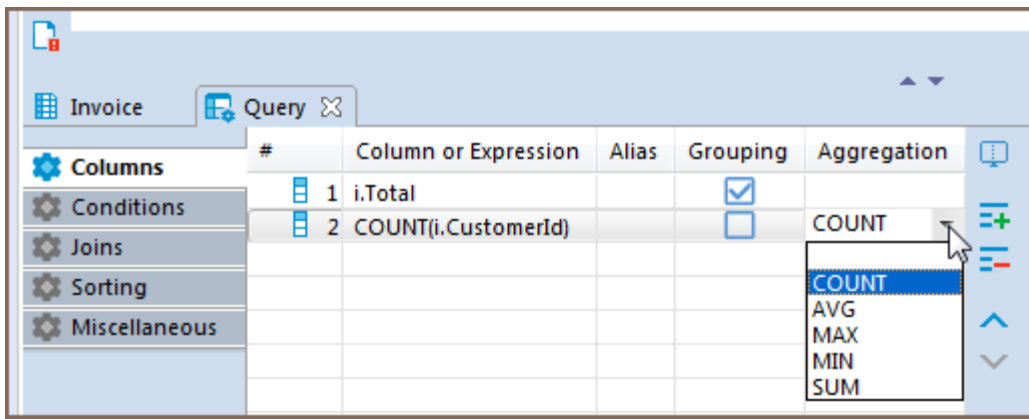 Invoice Query
# Column or Expression Alias Grouping Aggregation
Columns
1 i.Total
Conditions
2 COUNT(i.CustomerId) COUNT
Joins
COUNT
Sorting
AVG
Miscellaneous
MAX
MIN
SUM